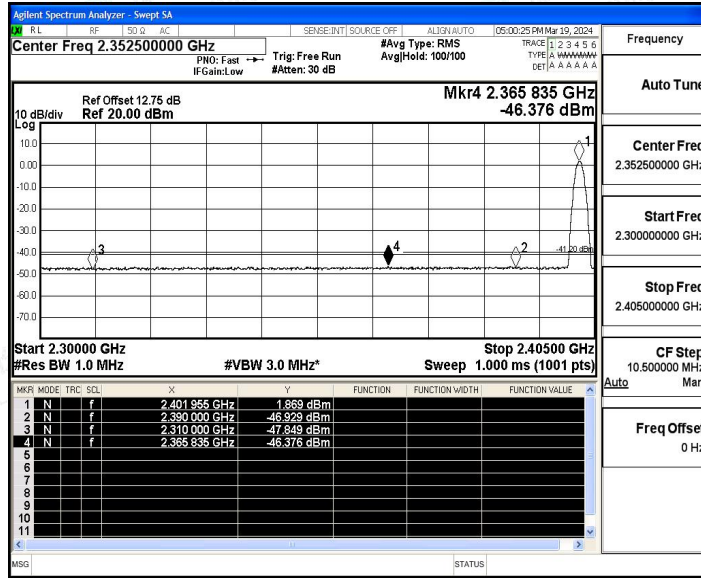 Agilent Spectrum Analyzer - Swept SA
LXI RL RF 50 Ω AC SENSE:INT SOURCE OFF ALIGN AUTO 05:00:25 PM Mar 19, 2024
Center Freq 2.352500000 GHz
PNO: Fast
IFGain:Low
Trig: Free Run
#Atten: 30 dB
#Avg Type: RMS
Avg|Hold: 100/100
TRACE 1 2 3 4 5 6
TYPE A WWWWW
DET A A A A A A
Ref Offset 12.75 dB
10 dB/div Ref 20.00 dBm
Log
Mkr4 2.365 835 GHz
-46.376 dBm
10.0
0.00
-10.0
-20.0
-30.0
-40.0
-50.0
-60.0
-70.0
1
2
3
4
-41.20 dBm
Start 2.30000 GHz
#Res BW 1.0 MHz
#VBW 3.0 MHz*
Stop 2.40500 GHz
Sweep 1.000 ms (1001 pts)
MKR MODE TRC SCL X Y FUNCTION FUNCTION WIDTH FUNCTION VALUE
1 N f 2.401 955 GHz 1.869 dBm
2 N f 2.390 000 GHz -46.929 dBm
3 N f 2.310 000 GHz -47.849 dBm
4 N f 2.365 835 GHz -46.376 dBm
5
6
7
8
9
10
11
MSG STATUS
Frequency
Auto Tune
Center Freq
2.352500000 GHz
Start Freq
2.300000000 GHz
Stop Freq
2.405000000 GHz
CF Step
10.500000 MHz
Auto Man
Freq Offset
0 Hz